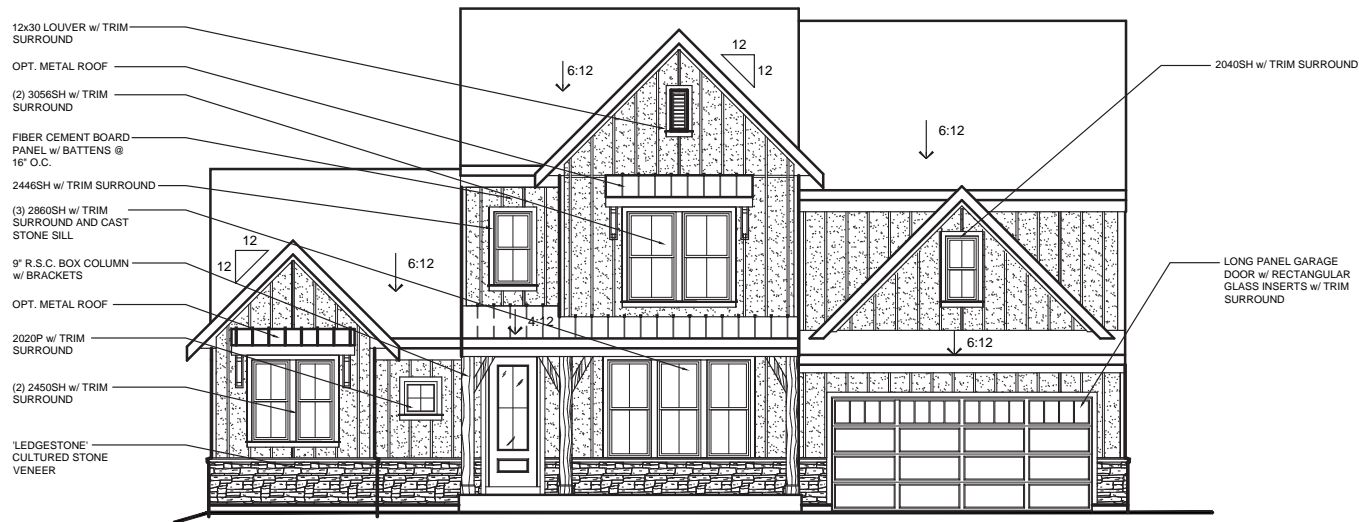 12x30 LOUVER w/ TRIM
SURROUND
OPT. METAL ROOF
(2) 3056SH w/ TRIM
SURROUND
FIBER CEMENT BOARD
PANEL w/ BATTENS @
16" O.C.
2446SH w/ TRIM SURROUND
(3) 2860SH w/ TRIM
SURROUND AND CAST
STONE SILL
9" R.S.C. BOX COLUMN
w/ BRACKETS
OPT. METAL ROOF
2020P w/ TRIM
SURROUND
(2) 2450SH w/ TRIM
SURROUND
'LEDGESTONE'
CULTURED STONE
VENEER
12
12
6:12
6:12
12
12
4:12
6:12
6:12
2040SH w/ TRIM SURROUND
LONG PANEL GARAGE
DOOR w/ RECTANGULAR
GLASS INSERTS w/ TRIM
SURROUND